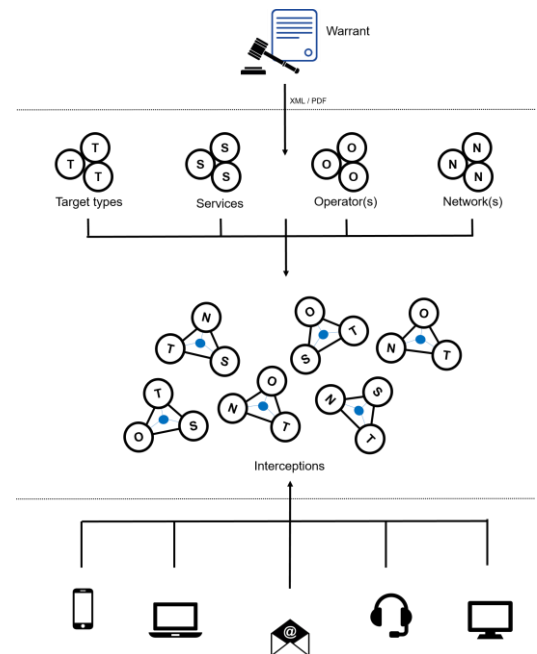 Warrant
XML / PDF
T T T
S S S
O O O
N N N
Target types
Services
Operator(s)
Network(s)
N T S
O T S
O N T
T O S
O N T
S N T
Interceptions
@